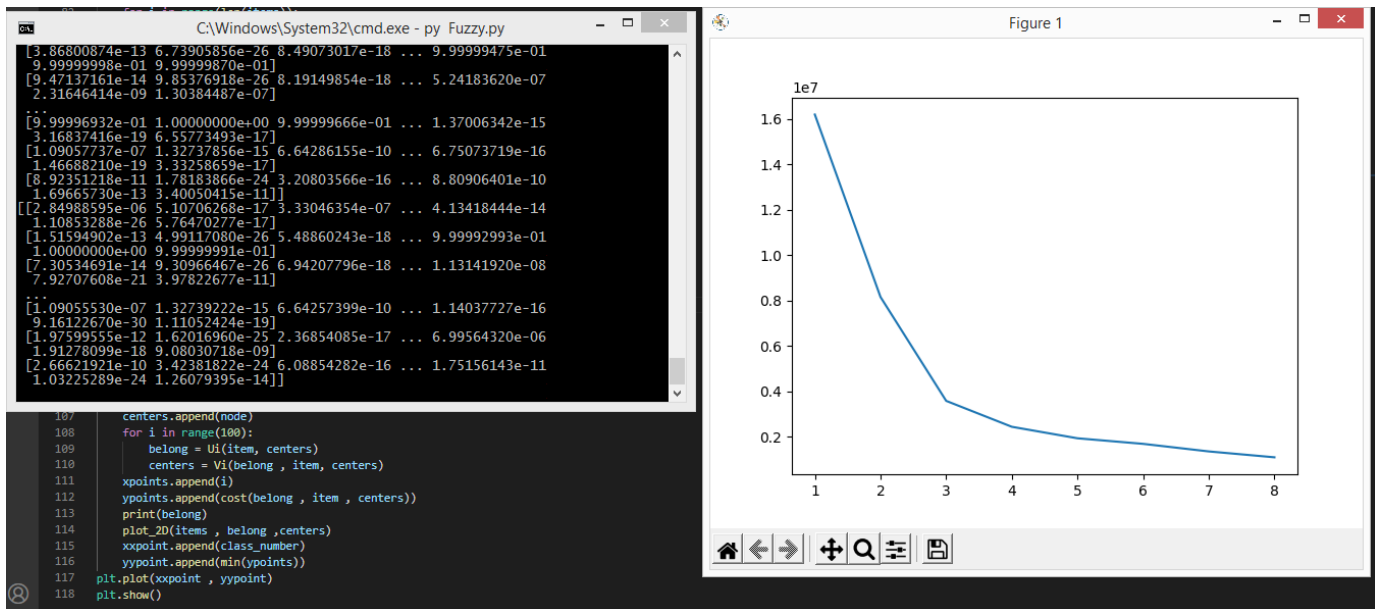 82 for i in range(len(items)):
C:\Windows\System32\cmd.exe - py Fuzzy.py
[3.86800874e-13 6.73905856e-26 8.49073017e-18 ... 9.99999475e-01
9.99999998e-01 9.99999870e-01]
[9.47137161e-14 9.85376918e-26 8.19149854e-18 ... 5.24183620e-07
2.31646414e-09 1.30384487e-07]
...
[9.99996932e-01 1.00000000e+00 9.99999666e-01 ... 1.37006342e-15
3.16837416e-19 6.55773493e-17]
[1.09057737e-07 1.32737856e-15 6.64286155e-10 ... 6.75073719e-16
1.46688210e-19 3.33258659e-17]
[8.92351218e-11 1.78183866e-24 3.20803566e-16 ... 8.80906401e-10
1.69665730e-13 3.40050415e-11]]
[[2.84988595e-06 5.10706268e-17 3.33046354e-07 ... 4.13418444e-14
1.10853288e-26 5.76470277e-17]
[1.51594902e-13 4.99117080e-26 5.48860243e-18 ... 9.99992993e-01
1.00000000e+00 9.99999991e-01]
[7.30534691e-14 9.30966467e-26 6.94207796e-18 ... 1.13141920e-08
7.92707608e-21 3.97822677e-11]
...
[1.09055530e-07 1.32739222e-15 6.64257399e-10 ... 1.14037727e-16
9.16122670e-30 1.11052424e-19]
[1.97599555e-12 1.62016960e-25 2.36854085e-17 ... 6.99564320e-06
1.91278099e-18 9.08030718e-09]
[2.66621921e-10 3.42381822e-24 6.08854282e-16 ... 1.75156143e-11
1.03225289e-24 1.26079395e-14]]
107 centers.append(node)
108 for i in range(100):
109 belong = Ui(item, centers)
110 centers = Vi(belong , item, centers)
111 xpoints.append(i)
112 ypoints.append(cost(belong , item , centers))
113 print(belong)
114 plot_2D(items , belong ,centers)
115 xxpoint.append(class_number)
116 yypoint.append(min(ypoints))
117 plt.plot(xxpoint , yypoint)
118 plt.show()
Figure 1
1e7
1.6
1.4
1.2
1.0
0.8
0.6
0.4
0.2
1 2 3 4 5 6 7 8